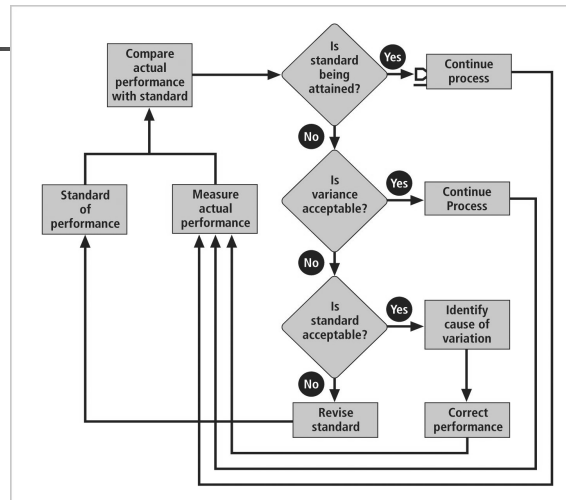 Compare
actual
performance
with standard
Is
standard
being
attained?
Yes
Continue
process
No
Standard
of
performance
Measure
actual
performance
Is
variance
acceptable?
Yes
Continue
Process
No
Is
standard
acceptable?
Yes
Identify
cause of
variation
No
Revise
standard
Correct
performance